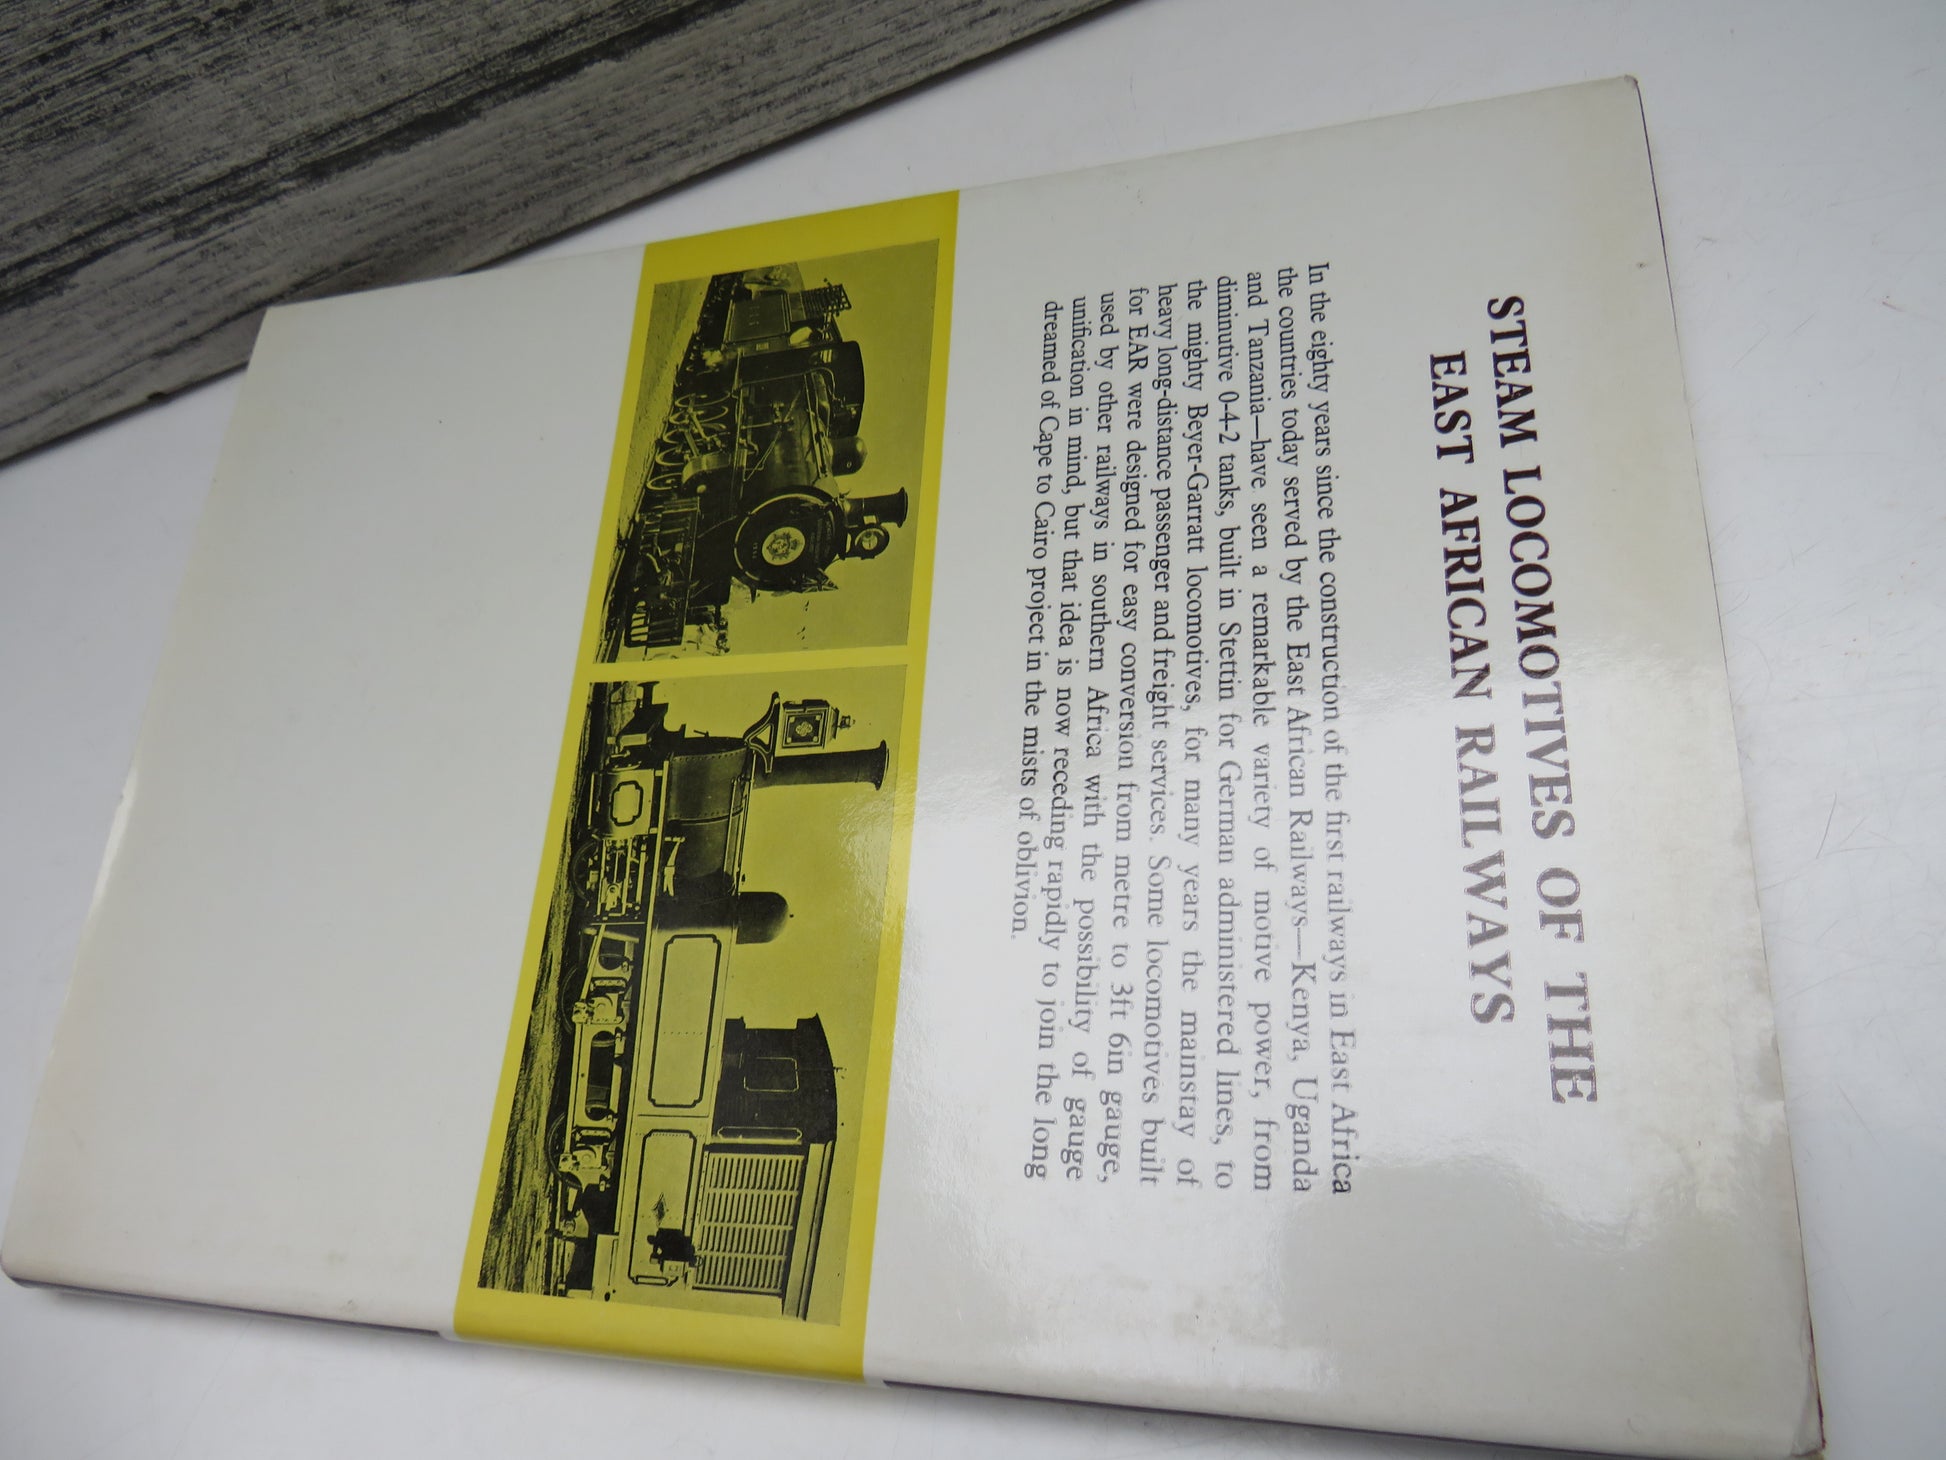 STEAM LOCOMOTIVES OF THE
EAST AFRICAN RAILWAYS
In the eighty years since the construction of the first railways in East Africa
the countries today served by the East African Railways—Kenya, Uganda
and Tanzania—have seen a remarkable variety of motive power, from
diminutive 0-4-2 tanks, built in Stettin for German administered lines, to
the mighty Beyer-Garratt locomotives, for many years the mainstay of
heavy long-distance passenger and freight services. Some locomotives built
for EAR were designed for easy conversion from metre to 3ft 6in gauge,
used by other railways in southern Africa with the possibility of gauge
unification in mind, but that idea is now receding rapidly to join the long
dreamed of Cape to Cairo project in the mists of oblivion.